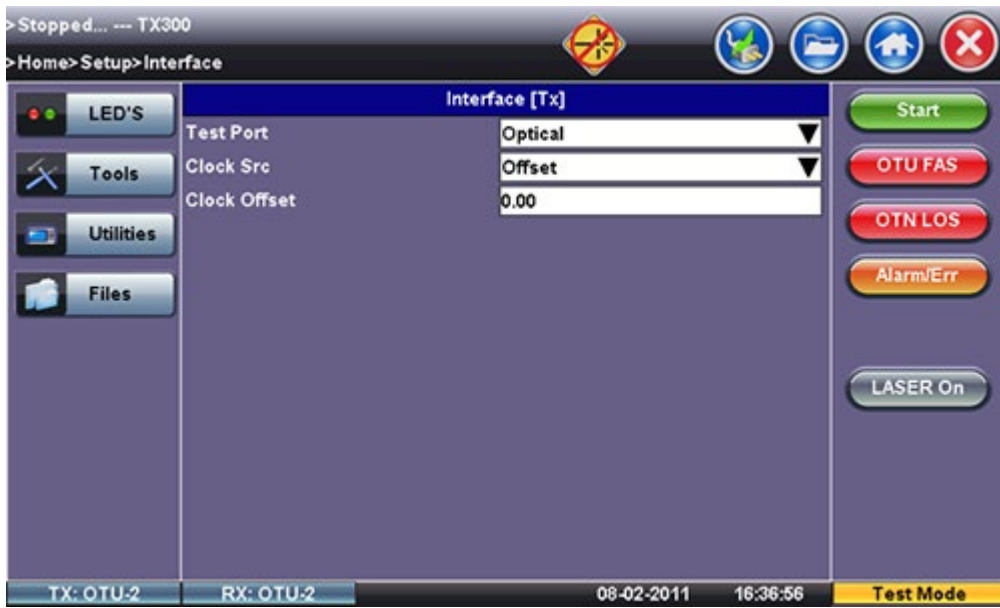 >Stopped... --- TX300
>Home>Setup>Interface
LED'S
Tools
Utilities
Files
Interface [Tx]
Test Port Optical
Clock Src Offset
Clock Offset 0.00
Start
OTU FAS
OTN LOS
Alarm/Err
LASER On
TX: OTU-2 RX: OTU-2 08-02-2011 16:36:56 Test Mode